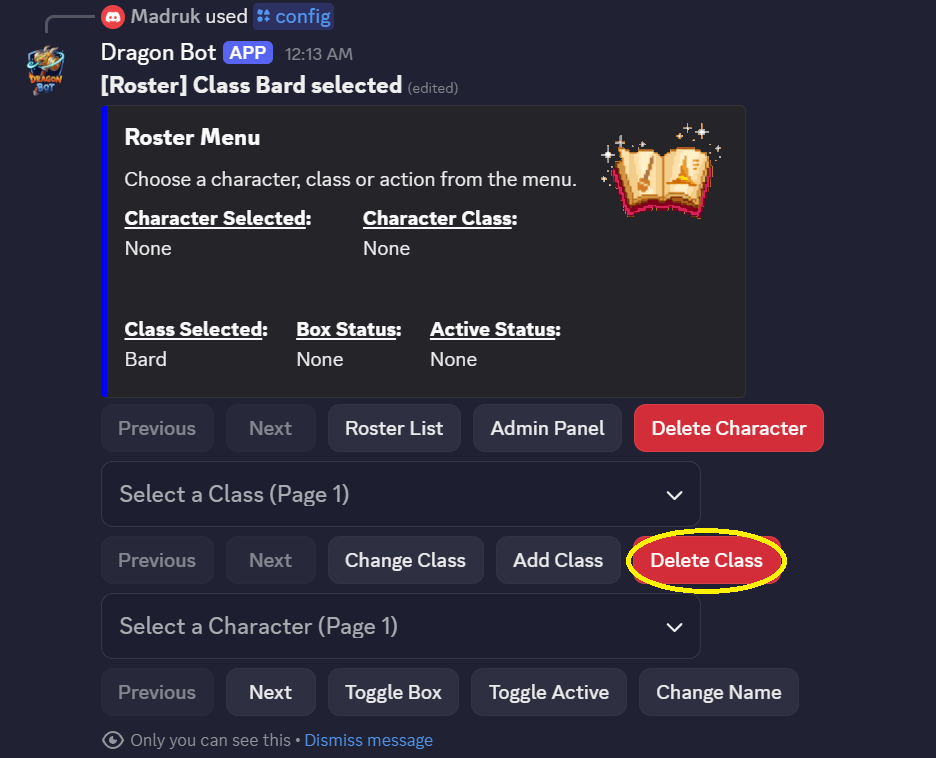 Madruk used config
Dragon Bot APP 12:13 AM
DRAGON
BOT
[Roster] Class Bard selected (edited)
Roster Menu
Choose a character, class or action from the menu.
Character Selected: Character Class:
None None
Class Selected: Box Status: Active Status:
Bard None None
Previous Next Roster List Admin Panel Delete Character
Select a Class (Page 1)
Previous Next Change Class Add Class Delete Class
Select a Character (Page 1)
Previous Next Toggle Box Toggle Active Change Name
Only you can see this • Dismiss message